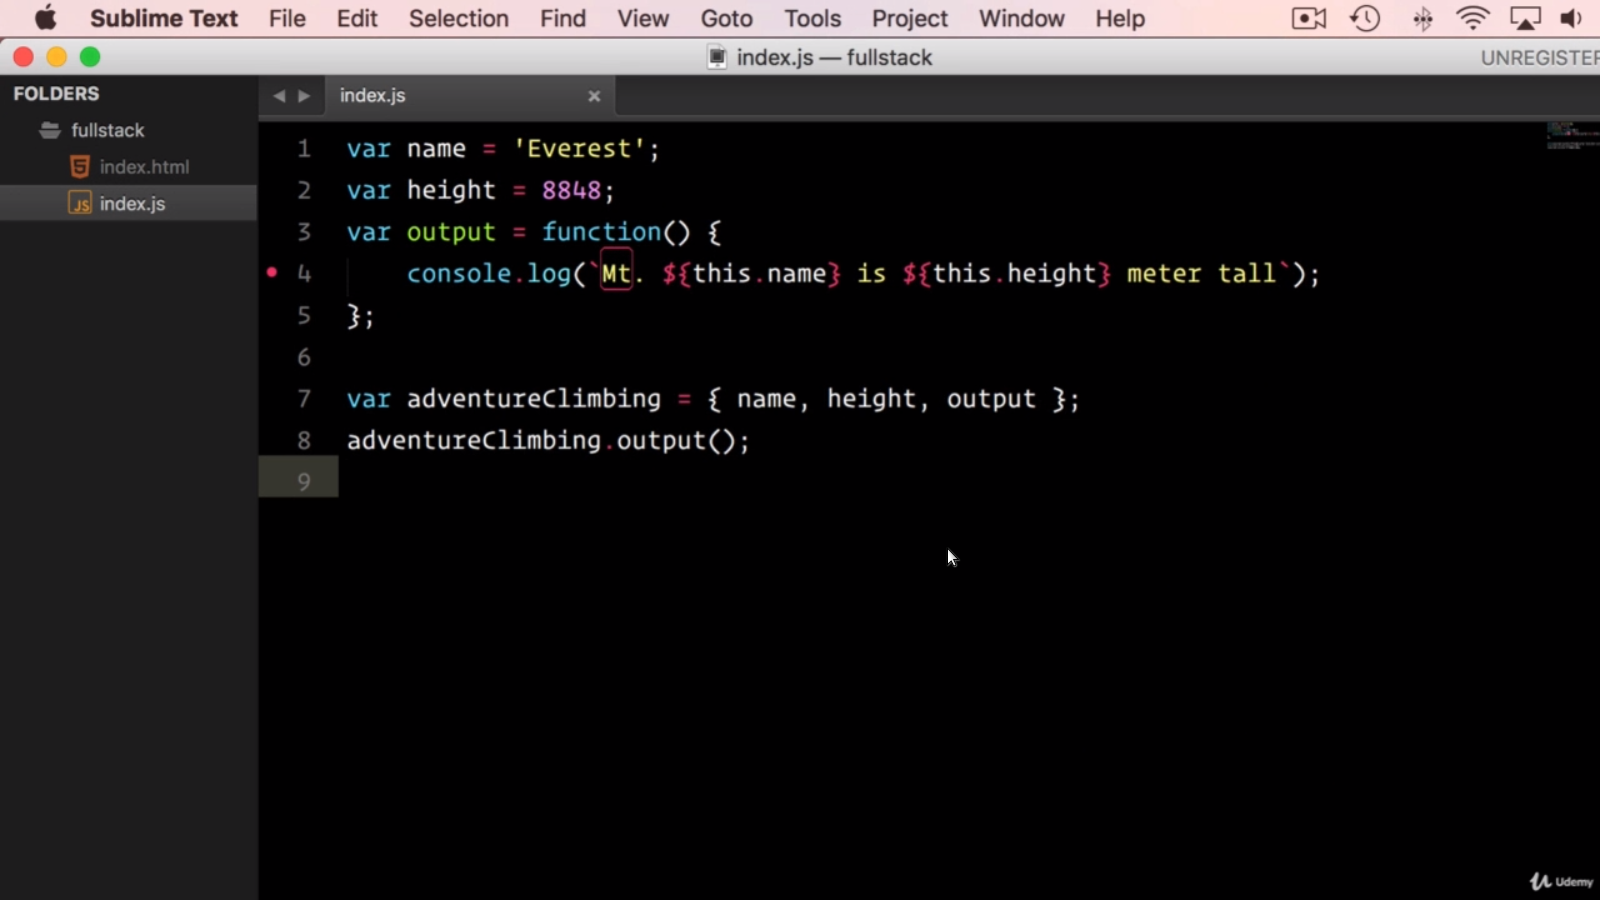 Sublime Text File Edit Selection Find View Goto Tools Project Window Help
index.js — fullstack
UNREGISTER
FOLDERS
fullstack
index.html
index.js
index.js
1 var name = 'Everest';
2 var height = 8848;
3 var output = function() {
4 console.log(`Mt. ${this.name} is ${this.height} meter tall`);
5 };
6
7 var adventureClimbing = { name, height, output };
8 adventureClimbing.output();
9
Udemy